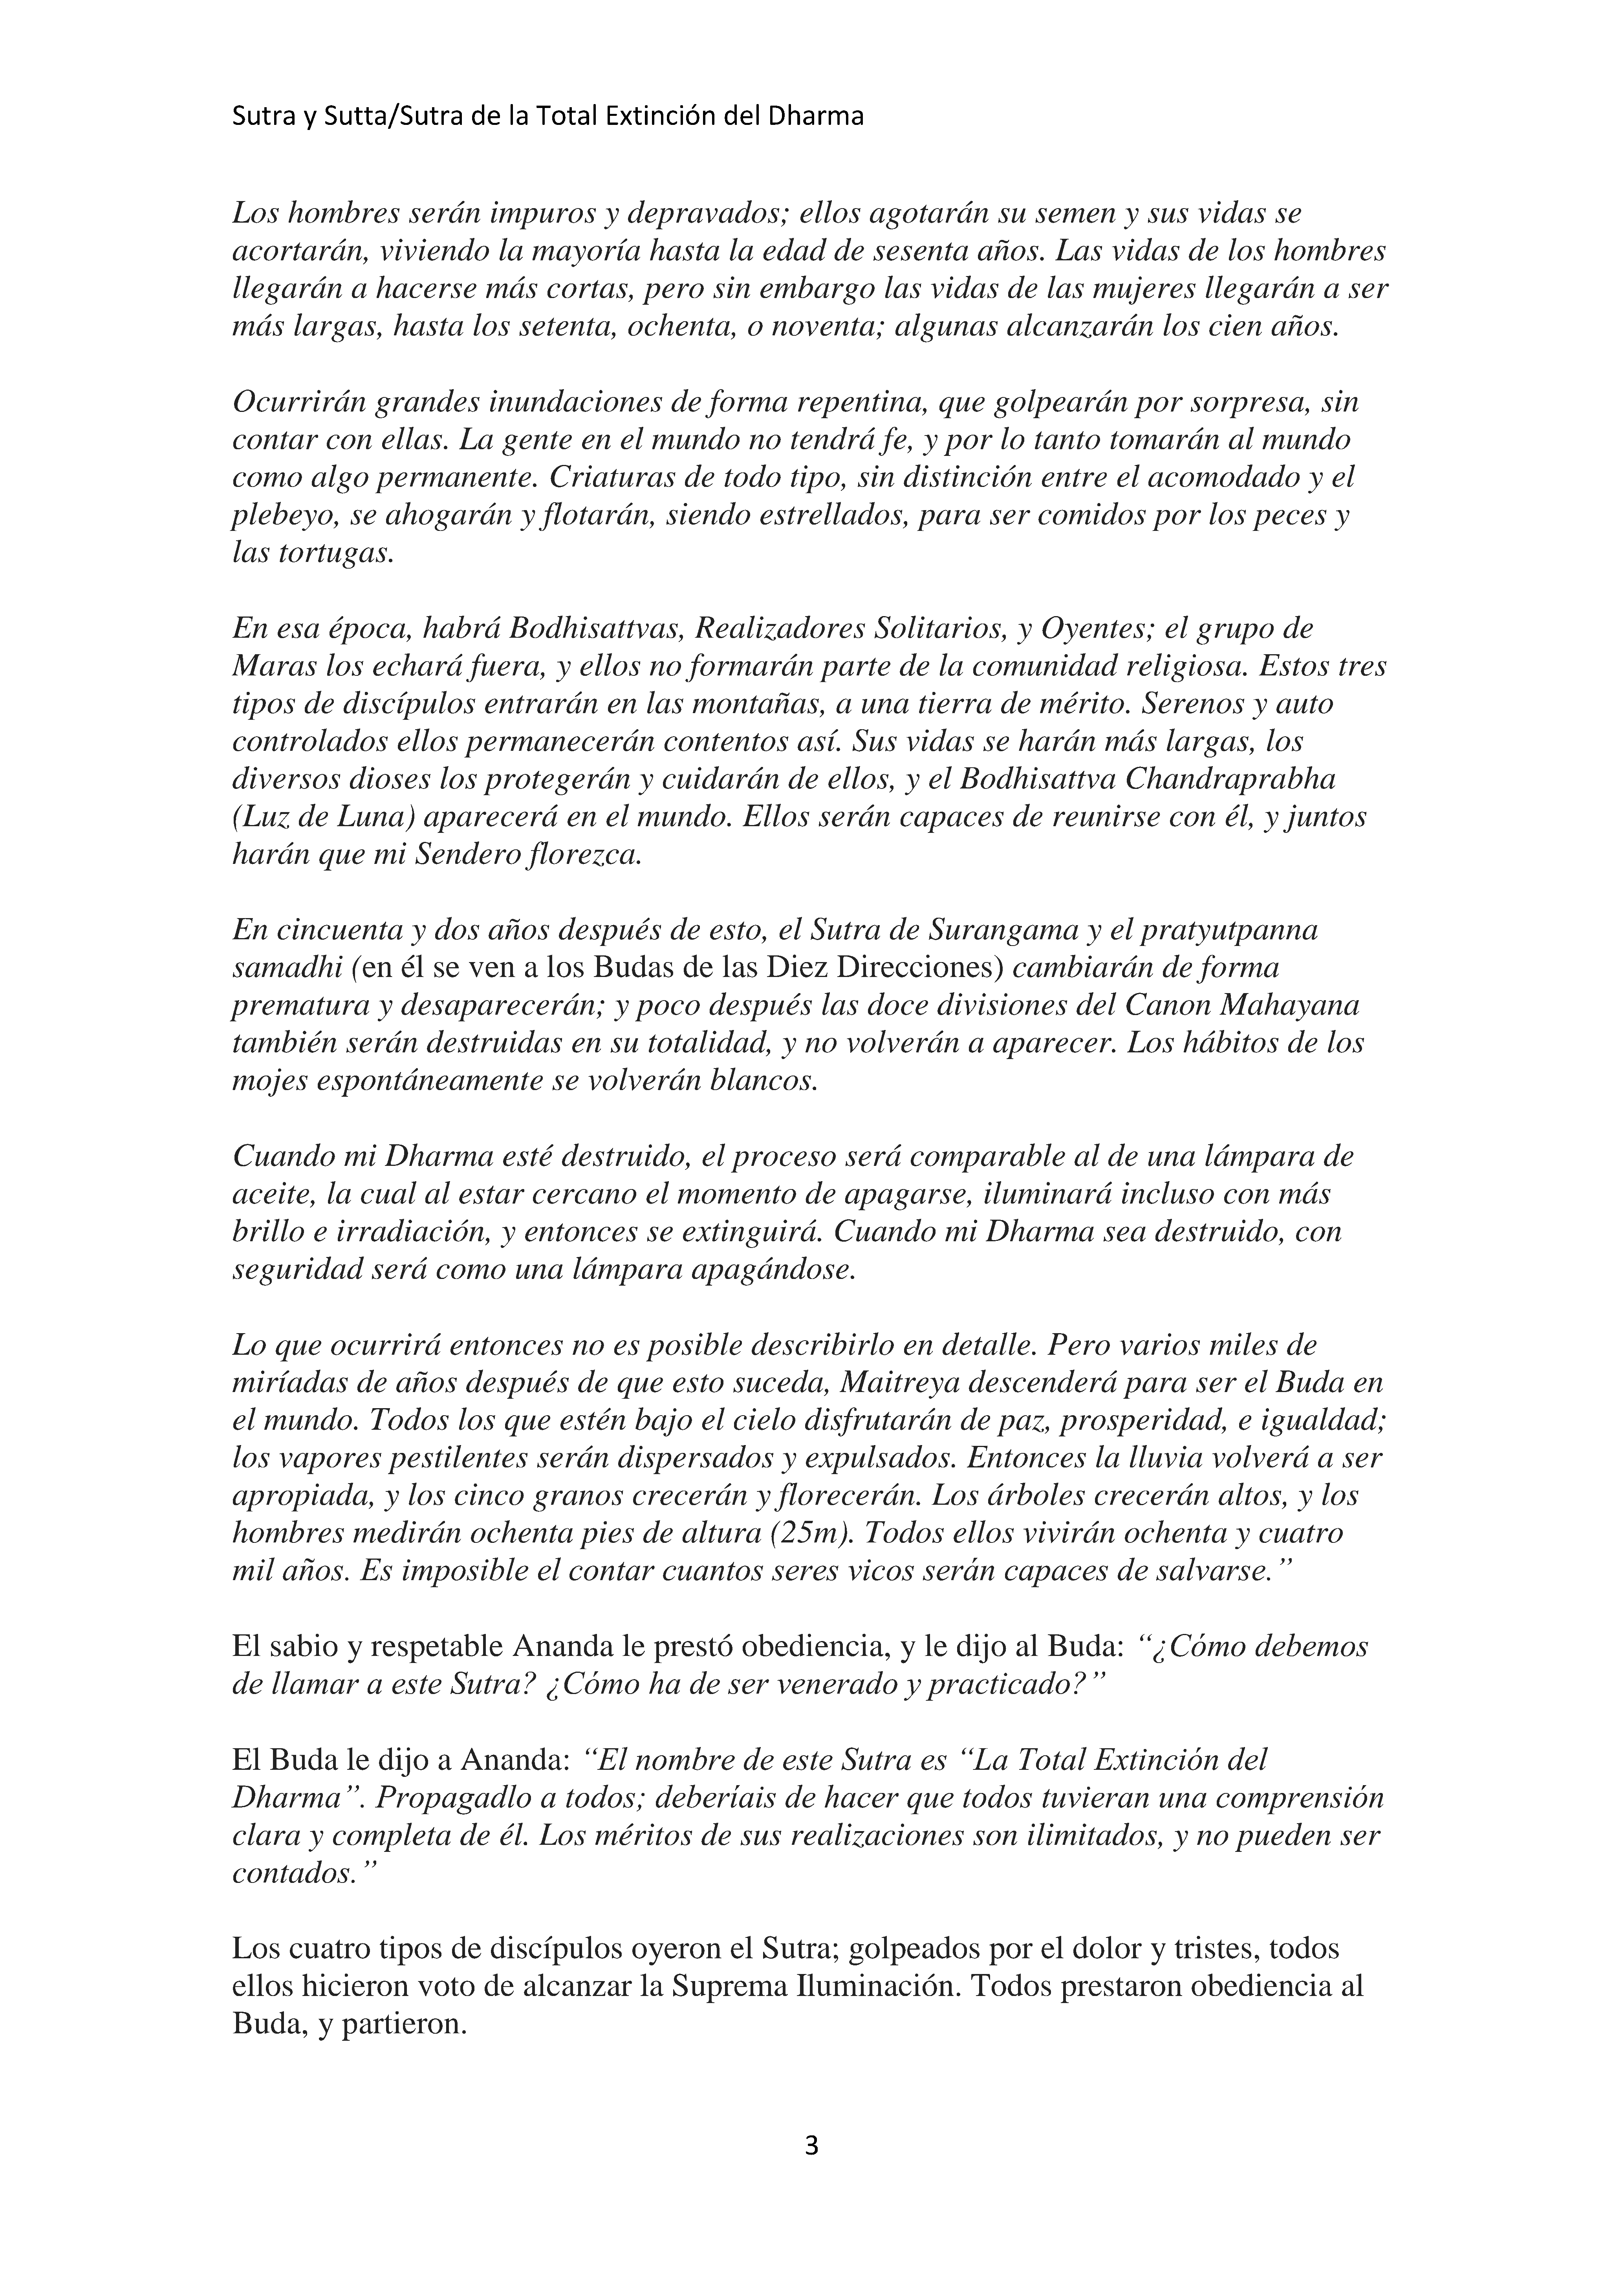 Sutra y Sutta/Sutra de la Total Extinción del Dharma
Los hombres serán impuros y depravados; ellos agotarán su semen y sus vidas se
acortarán, viviendo la mayoría hasta la edad de sesenta años. Las vidas de los hombres
llegarán a hacerse más cortas, pero sin embargo las vidas de las mujeres llegarán a ser
más largas, hasta los setenta, ochenta, o noventa; algunas alcanzarán los cien años.
Ocurrirán grandes inundaciones de forma repentina, que golpearán por sorpresa, sin
contar con ellas. La gente en el mundo no tendrá fe, y por lo tanto tomarán al mundo
como algo permanente. Criaturas de todo tipo, sin distinción entre el acomodado y el
plebeyo, se ahogarán y flotarán, siendo estrellados, para ser comidos por los peces y
las tortugas.
En esa época, habrá Bodhisattvas, Realizadores Solitarios, y Oyentes; el grupo de
Maras los echará fuera, y ellos no formarán parte de la comunidad religiosa. Estos tres
tipos de discípulos entrarán en las montañas, a una tierra de mérito. Serenos y auto
controlados ellos permanecerán contentos así. Sus vidas se harán más largas, los
diversos dioses los protegerán y cuidarán de ellos, y el Bodhisattva Chandraprabha
(Luz de Luna) aparecerá en el mundo. Ellos serán capaces de reunirse con él, y juntos
harán que mi Sendero florezca.
En cincuenta y dos años después de esto, el Sutra de Surangama y el pratyutpanna
samadhi (en él se ven a los Budas de las Diez Direcciones) cambiarán de forma
prematura y desaparecerán; y poco después las doce divisiones del Canon Mahayana
también serán destruidas en su totalidad, y no volverán a aparecer. Los hábitos de los
mojes espontáneamente se volverán blancos.
Cuando mi Dharma esté destruido, el proceso será comparable al de una lámpara de
aceite, la cual al estar cercano el momento de apagarse, iluminará incluso con más
brillo e irradiación, y entonces se extinguirá. Cuando mi Dharma sea destruido, con
seguridad será como una lámpara apagándose.
Lo que ocurrirá entonces no es posible describirlo en detalle. Pero varios miles de
miríadas de años después de que esto suceda, Maitreya descenderá para ser el Buda en
el mundo. Todos los que estén bajo el cielo disfrutarán de paz, prosperidad, e igualdad;
los vapores pestilentes serán dispersados y expulsados. Entonces la lluvia volverá a ser
apropiada, y los cinco granos crecerán y florecerán. Los árboles crecerán altos, y los
hombres medirán ochenta pies de altura (25m). Todos ellos vivirán ochenta y cuatro
mil años. Es imposible el contar cuantos seres vicos serán capaces de salvarse.”
El sabio y respetable Ananda le prestó obediencia, y le dijo al Buda: “¿Cómo debemos
de llamar a este Sutra? ¿Cómo ha de ser venerado y practicado?”
El Buda le dijo a Ananda: “El nombre de este Sutra es “La Total Extinción del
Dharma”. Propagadlo a todos; deberíais de hacer que todos tuvieran una comprensión
clara y completa de él. Los méritos de sus realizaciones son ilimitados, y no pueden ser
contados.”
Los cuatro tipos de discípulos oyeron el Sutra; golpeados por el dolor y tristes, todos
ellos hicieron voto de alcanzar la Suprema Iluminación. Todos prestaron obediencia al
Buda, y partieron.
3